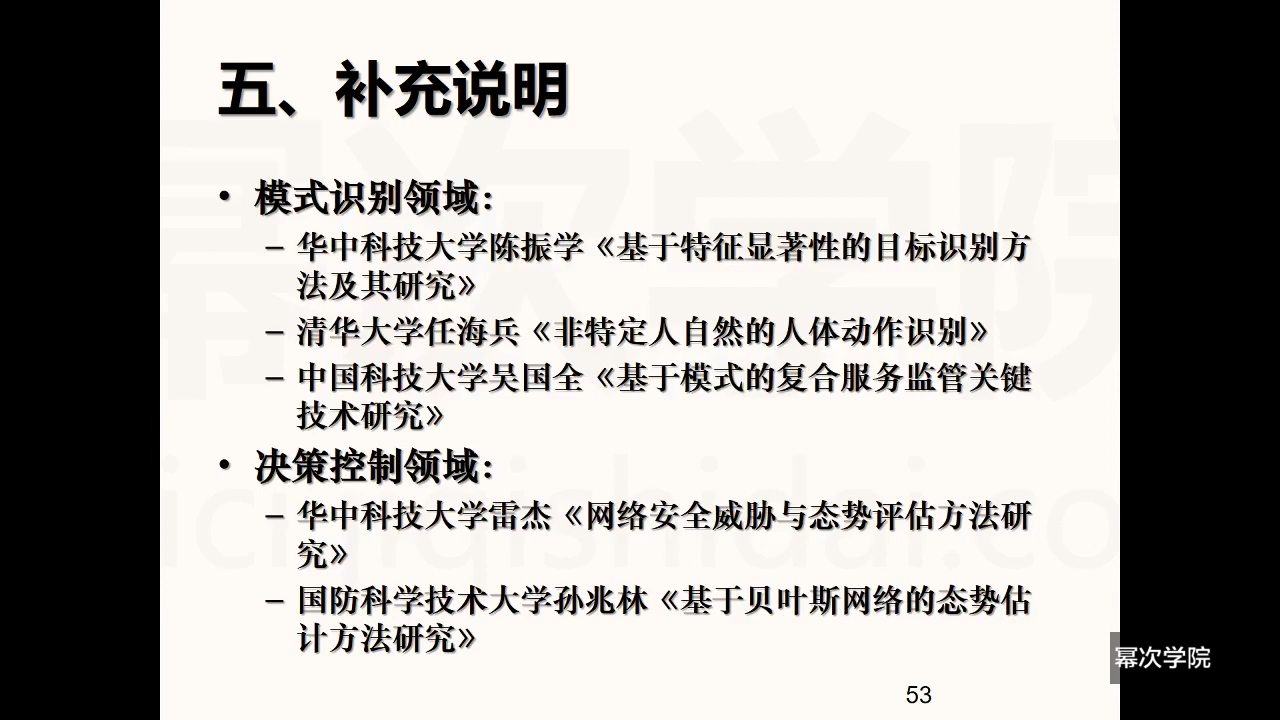 五、补充说明
• 模式识别领域：
– 华中科技大学陈振学《基于特征显著性的目标识别方
法及其研究》
– 清华大学任海兵《非特定人自然的人体动作识别》
– 中国科技大学吴国全《基于模式的复合服务监管关键
技术研究》
• 决策控制领域：
– 华中科技大学雷杰《网络安全威胁与态势评估方法研
究》
– 国防科学技术大学孙兆林《基于贝叶斯网络的态势估
计方法研究》
幂次学院
53
幂次学院
iciqiqishidai.co